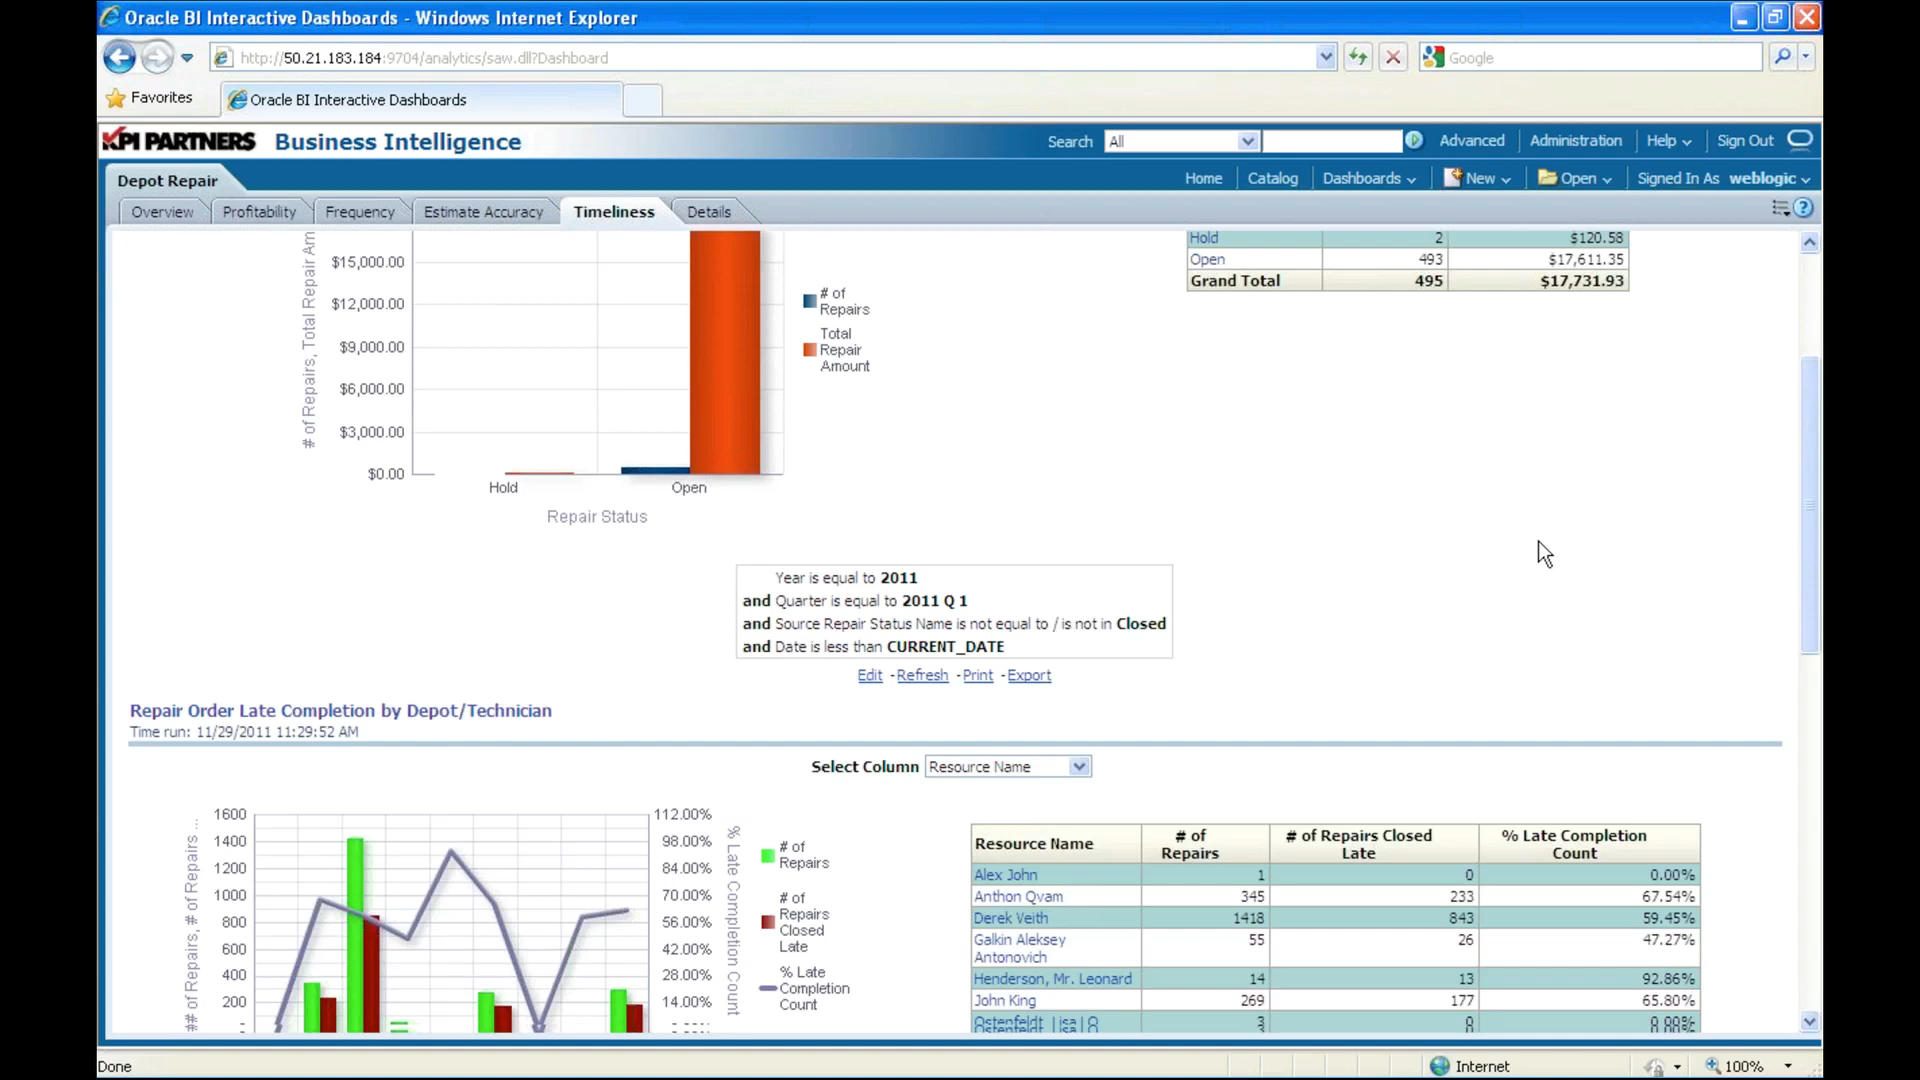 Oracle BI Interactive Dashboards - Windows Internet Explorer
http://50.21.183.184:9704/analytics/saw.dll?Dashboard
Google
Favorites
Oracle BI Interactive Dashboards
KPI PARTNERS Business Intelligence
Search All Advanced Administration Help Sign Out
Depot Repair
Home Catalog Dashboards New Open Signed In As weblogic
Overview Profitability Frequency Estimate Accuracy Timeliness Details
# of Repairs, Total Repair Am
$15,000.00
$12,000.00
$9,000.00
$6,000.00
$3,000.00
$0.00
Hold Open
Repair Status
# of
Repairs
Total
Repair
Amount
Hold 2 $120.58
Open 493 $17,611.35
Grand Total 495 $17,731.93
Year is equal to 2011
and Quarter is equal to 2011 Q 1
and Source Repair Status Name is not equal to / is not in Closed
and Date is less than CURRENT_DATE
Edit - Refresh - Print - Export
Repair Order Late Completion by Depot/Technician
Time run: 11/29/2011 11:29:52 AM
Select Column Resource Name
# of Repairs, # of Repairs ...
1600
1400
1200
1000
800
600
400
200
112.00%
98.00%
84.00%
70.00%
56.00%
42.00%
28.00%
14.00%
% Late Completion Count
# of
Repairs
# of
Repairs
Closed
Late
% Late
Completion
Count
Resource Name # of Repairs # of Repairs Closed Late % Late Completion Count
Alex John 1 0 0.00%
Anthon Qvam 345 233 67.54%
Derek Veith 1418 843 59.45%
Galkin Aleksey Antonovich 55 26 47.27%
Henderson, Mr. Leonard 14 13 92.86%
John King 269 177 65.80%
Done
Internet
100%